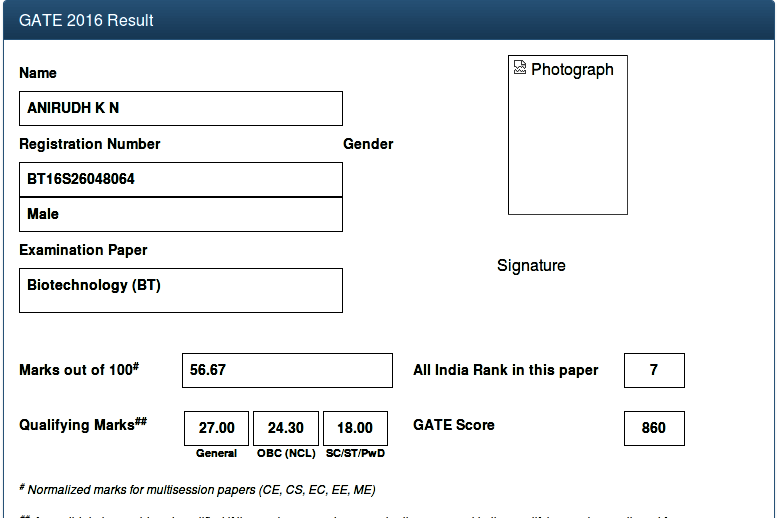 GATE 2016 Result
Name
Photograph
ANIRUDH K N
Registration Number Gender
BT16S26048064
Male
Examination Paper
Signature
Biotechnology (BT)
Marks out of 100# 56.67 All India Rank in this paper 7
Qualifying Marks## 27.00 24.30 18.00 GATE Score 860
General OBC (NCL) SC/ST/PwD
# Normalized marks for multisession papers (CE, CS, EC, EE, ME)